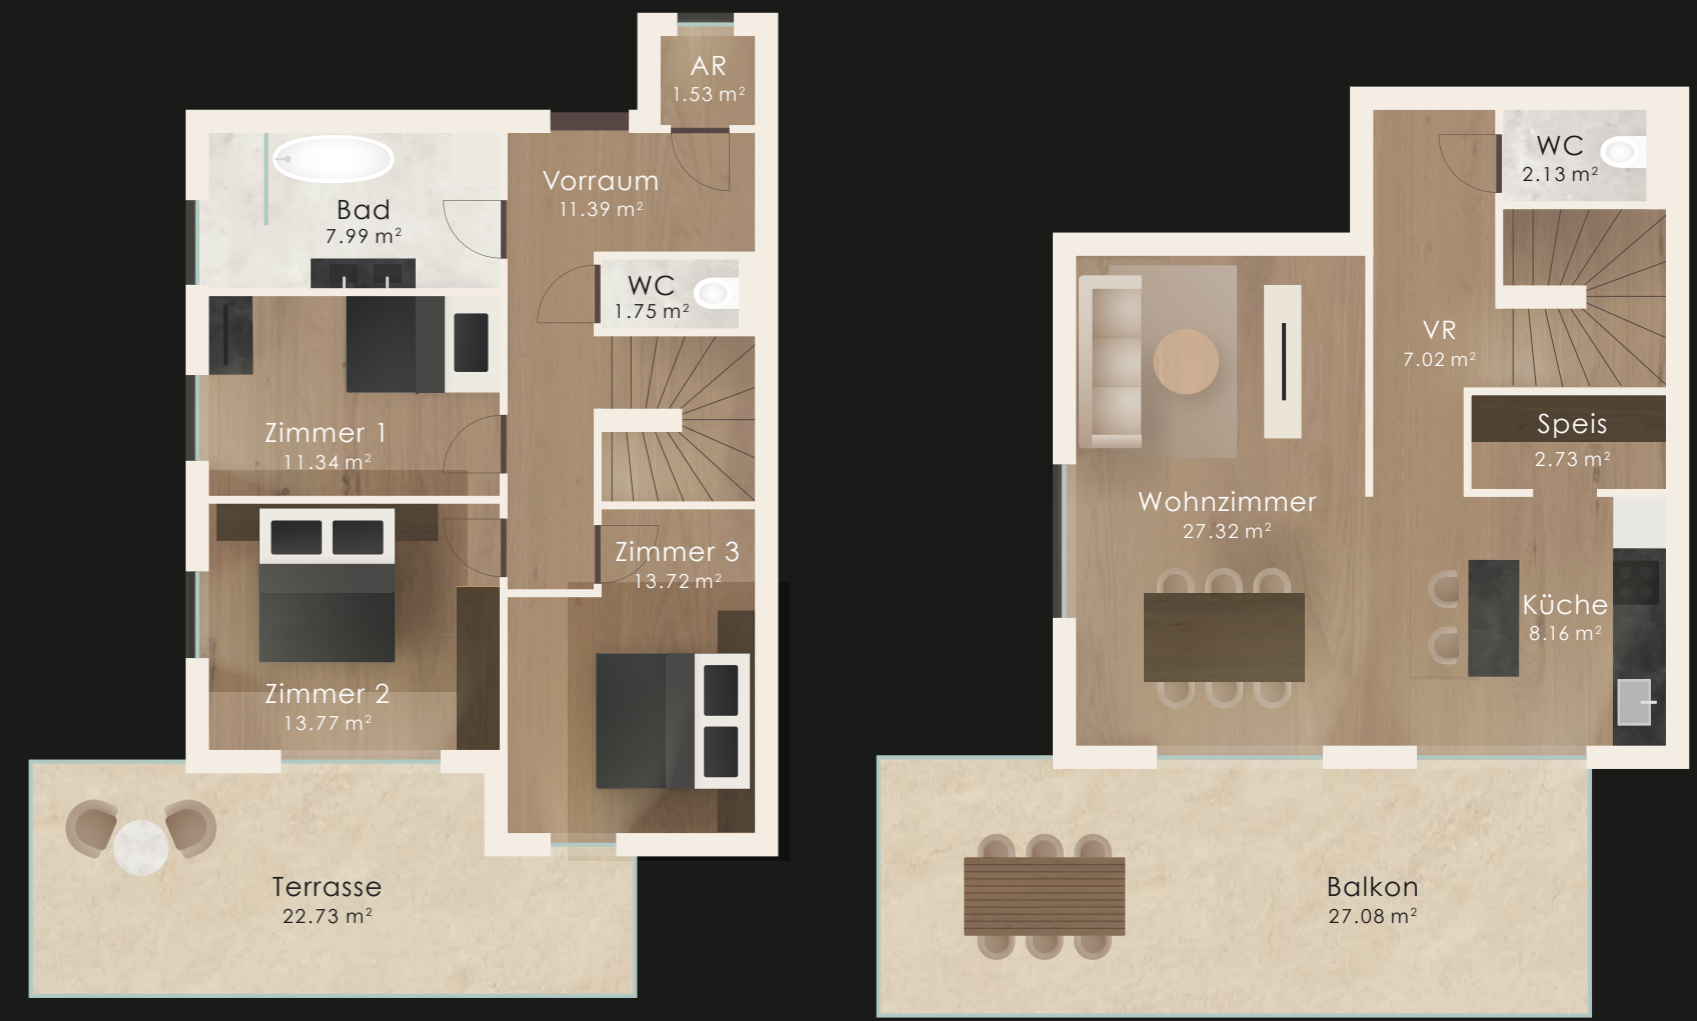 AR
1.53 m²
Vorraum
11.39 m²
Bad
7.99 m²
WC
1.75 m²
Zimmer 1
11.34 m²
Zimmer 3
13.72 m²
Zimmer 2
13.77 m²
Terrasse
22.73 m²
WC
2.13 m²
VR
7.02 m²
Speis
2.73 m²
Wohnzimmer
27.32 m²
Küche
8.16 m²
Balkon
27.08 m²